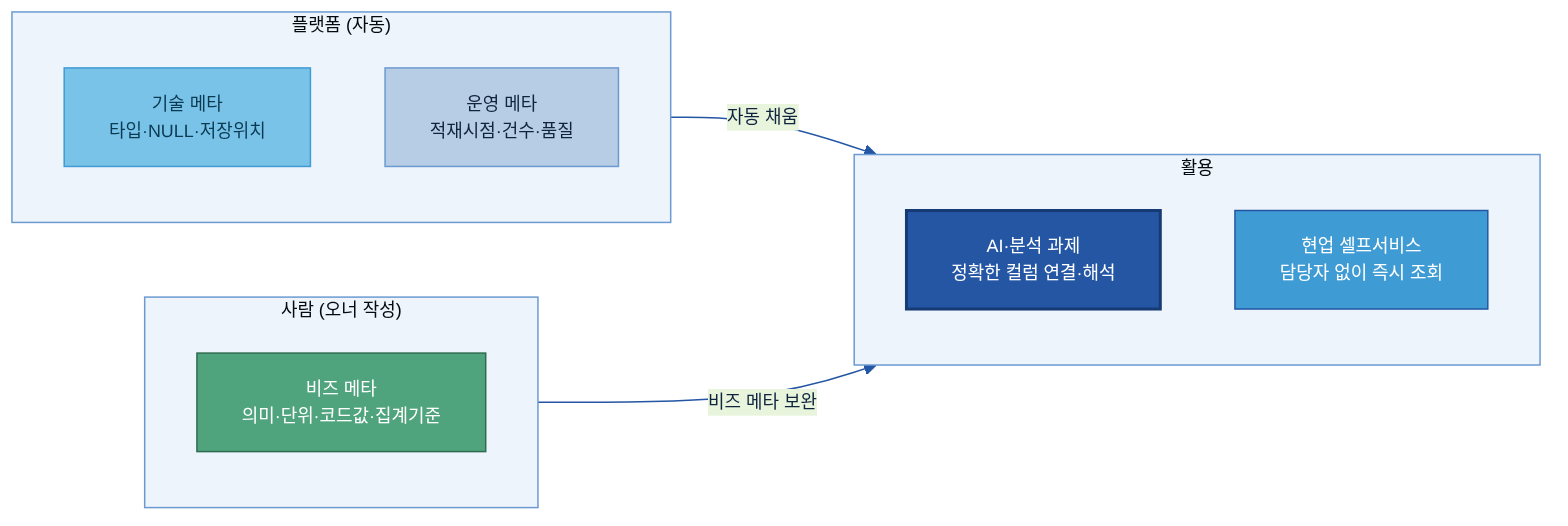 플랫폼 (자동)
기술 메타
타입·NULL·저장위치
운영 메타
적재시점·건수·품질
자동 채움
활용
AI·분석 과제
정확한 컬럼 연결·해석
현업 셀프서비스
담당자 없이 즉시 조회
사람 (오너 작성)
비즈 메타
의미·단위·코드값·집계기준
비즈 메타 보완